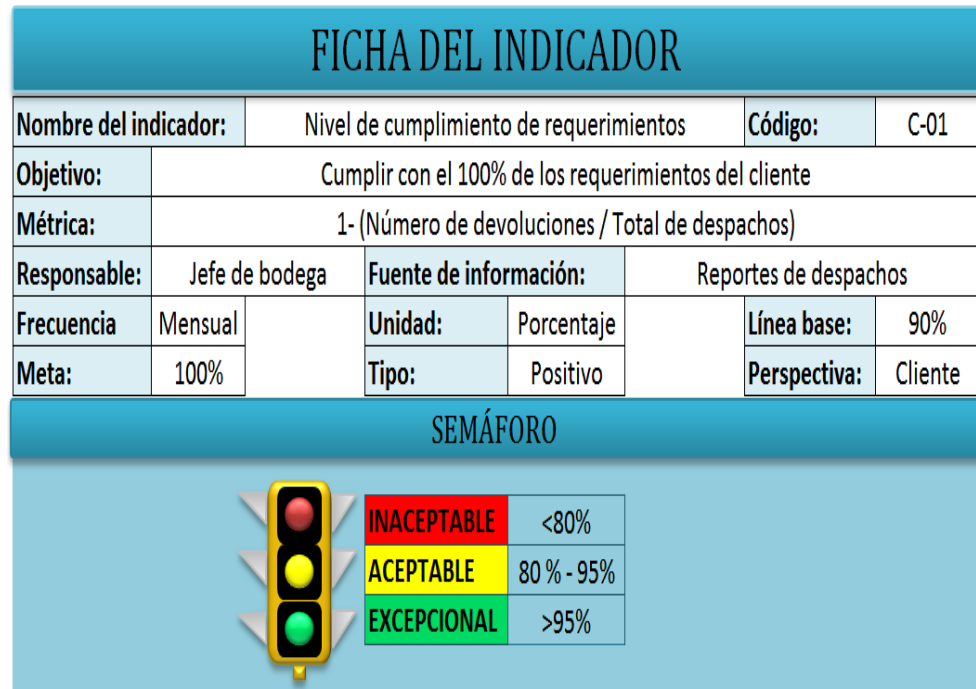 FICHA DEL INDICADOR
Nombre del indicador: Nivel de cumplimiento de requerimientos Código: C-01
Objetivo: Cumplir con el 100% de los requerimientos del cliente
Métrica: 1- (Número de devoluciones / Total de despachos)
Responsable: Jefe de bodega Fuente de información: Reportes de despachos
Frecuencia Mensual Unidad: Porcentaje Línea base: 90%
Meta: 100% Tipo: Positivo Perspectiva: Cliente
SEMÁFORO
INACEPTABLE <80%
ACEPTABLE 80 % - 95%
EXCEPCIONAL >95%